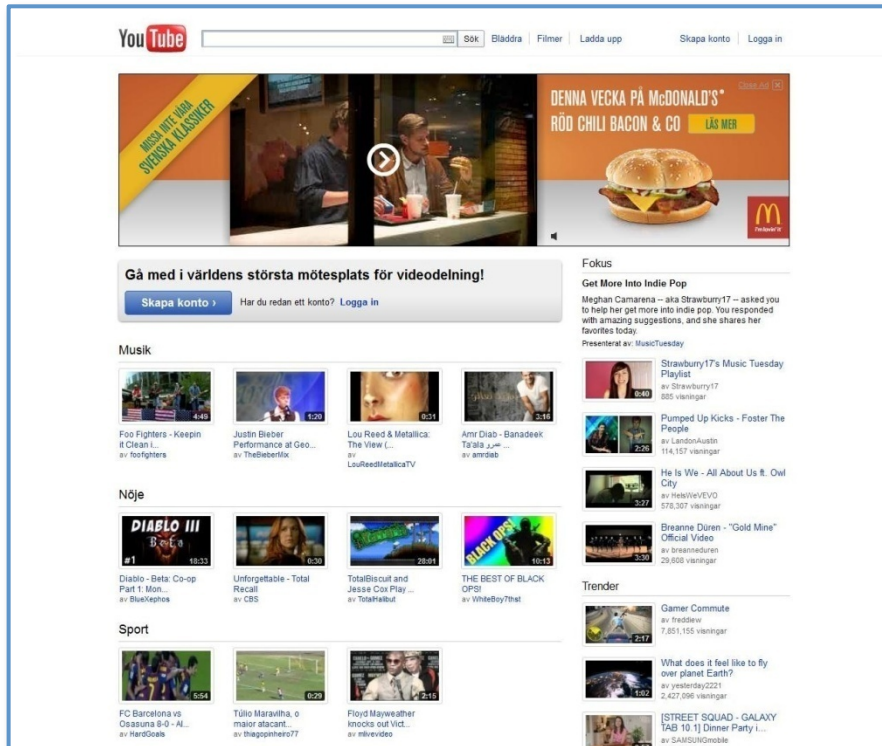 YouTube
Sök
Bläddra
Filmer
Ladda upp
Skapa konto
Logga in
MISSA INTE VÅRA
SVENSKA KLASSIKER
Close Ad
DENNA VECKA PÅ McDONALD'S
RÖD CHILI BACON & CO
LÄS MER
Gå med i världens största mötesplats för videodelning!
Skapa konto ›
Har du redan ett konto? Logga in
Musik
4:49
Foo Fighters - Keepin
it Clean i...
av foofighters
1:20
Justin Bieber
Performance at Geo...
av TheBieberMix
0:31
Lou Reed & Metallica:
The View (...
av
LouReedMetallicaTV
3:16
Amr Diab - Banadeek
Ta'ala عمرو ...
av amrdiab
Nöje
DIABLO III
Beta
#1
18:33
Diablo - Beta: Co-op
Part 1: Mon...
av BlueXephos
0:30
Unforgettable - Total
Recall
av CBS
28:01
TotalBiscuit and
Jesse Cox Play ...
av TotalHalibut
BLACK OPS!
10:13
THE BEST OF BLACK
OPS!
av WhiteBoy7thst
Sport
5:54
FC Barcelona vs
Osasuna 8-0 - Al...
av HardGoals
0:29
Túlio Maravilha, o
maior atacant...
av thiagopinheiro77
2:15
Floyd Mayweather
knocks out Vict...
av mlivevideo
Fokus
Get More Into Indie Pop
Meghan Camarena -- aka Strawburry17 -- asked you
to help her get more into indie pop. You responded
with amazing suggestions, and she shares her
favorites today.
Presenterat av: MusicTuesday
0:40
Strawburry17's Music Tuesday
Playlist
av Strawburry17
885 visningar
2:26
Pumped Up Kicks - Foster The
People
av LandonAustin
114,157 visningar
3:27
He Is We - All About Us ft. Owl
City
av HeIsWeVEVO
578,307 visningar
3:30
Breanne Düren - "Gold Mine"
Official Video
av breanneduren
29,608 visningar
Trender
2:17
Gamer Commute
av freddiew
7,851,155 visningar
1:02
What does it feel like to fly
over planet Earth?
av yesterday2221
2,427,096 visningar
[STREET SQUAD - GALAXY
TAB 10.1] Dinner Party i...
av SAMSUNGmobile